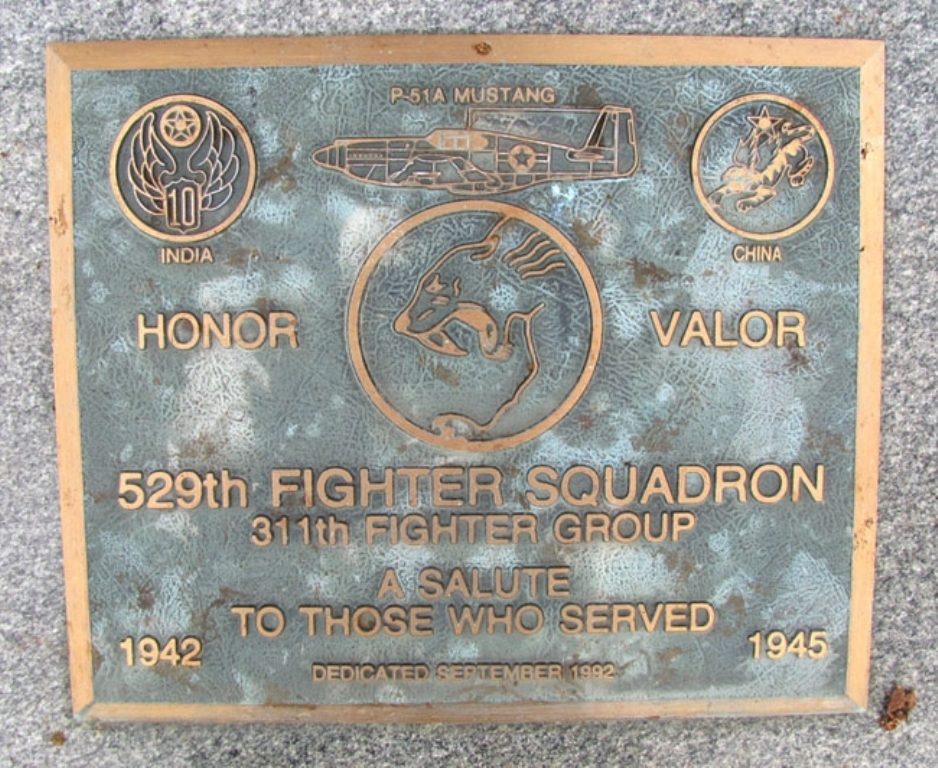 P-51A MUSTANG
10
INDIA
CHINA
HONOR
VALOR
529th FIGHTER SQUADRON
311th FIGHTER GROUP
A SALUTE
TO THOSE WHO SERVED
1942
1945
DEDICATED SEPTEMBER 1992